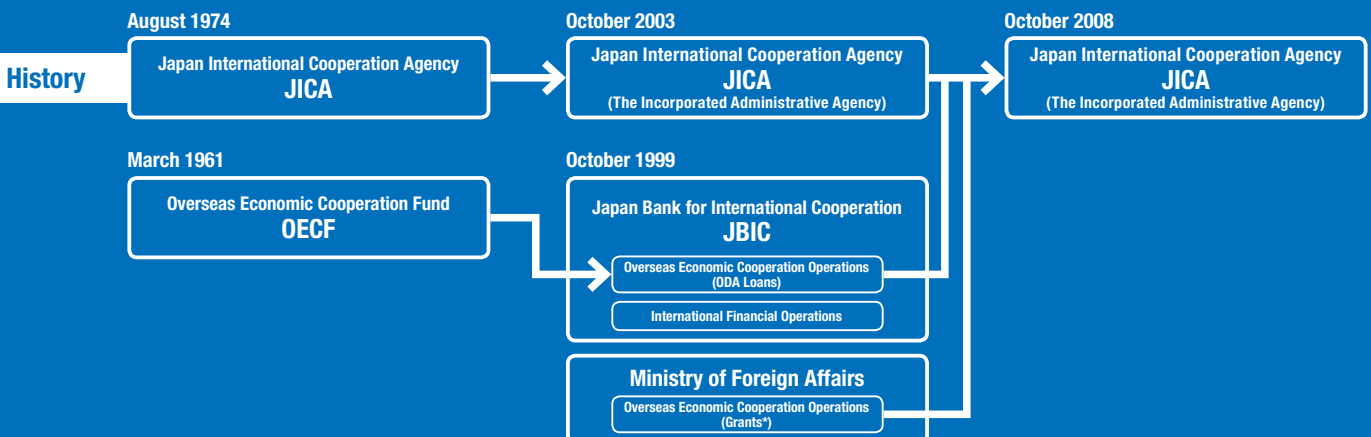 History
August 1974
Japan International Cooperation Agency
JICA
October 2003
Japan International Cooperation Agency
JICA
(The Incorporated Administrative Agency)
October 2008
Japan International Cooperation Agency
JICA
(The Incorporated Administrative Agency)
March 1961
Overseas Economic Cooperation Fund
OECF
October 1999
Japan Bank for International Cooperation
JBIC
Overseas Economic Cooperation Operations
(ODA Loans)
International Financial Operations
Ministry of Foreign Affairs
Overseas Economic Cooperation Operations
(Grants*)